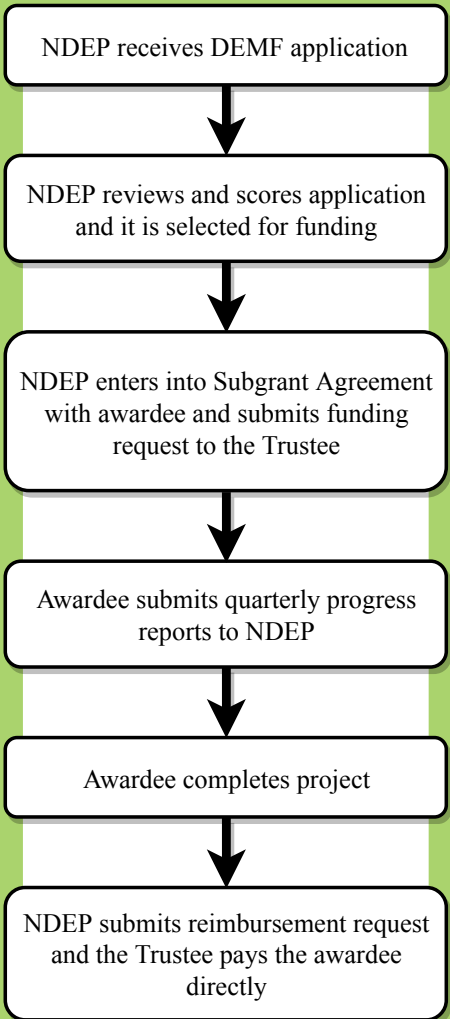 NDEP receives DEMF application
NDEP reviews and scores application
and it is selected for funding
NDEP enters into Subgrant Agreement
with awardee and submits funding
request to the Trustee
Awardee submits quarterly progress
reports to NDEP
Awardee completes project
NDEP submits reimbursement request
and the Trustee pays the awardee
directly